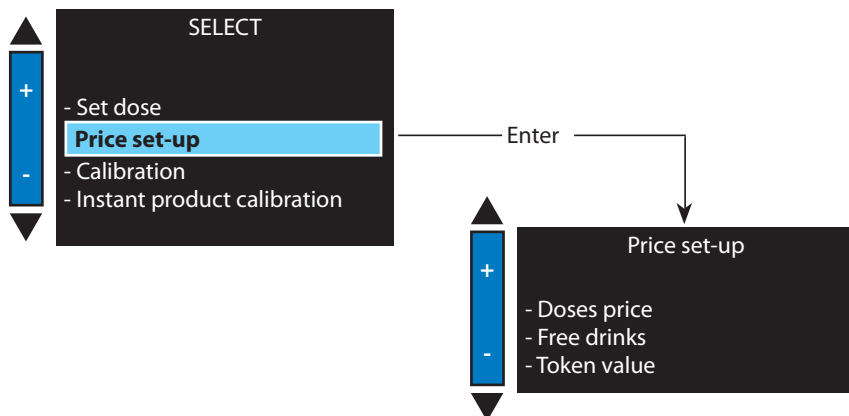 SELECT
+
- Set dose
Price set-up
Enter
-
- Calibration
- Instant product calibration
Price set-up
+
- Doses price
- Free drinks
-
- Token value